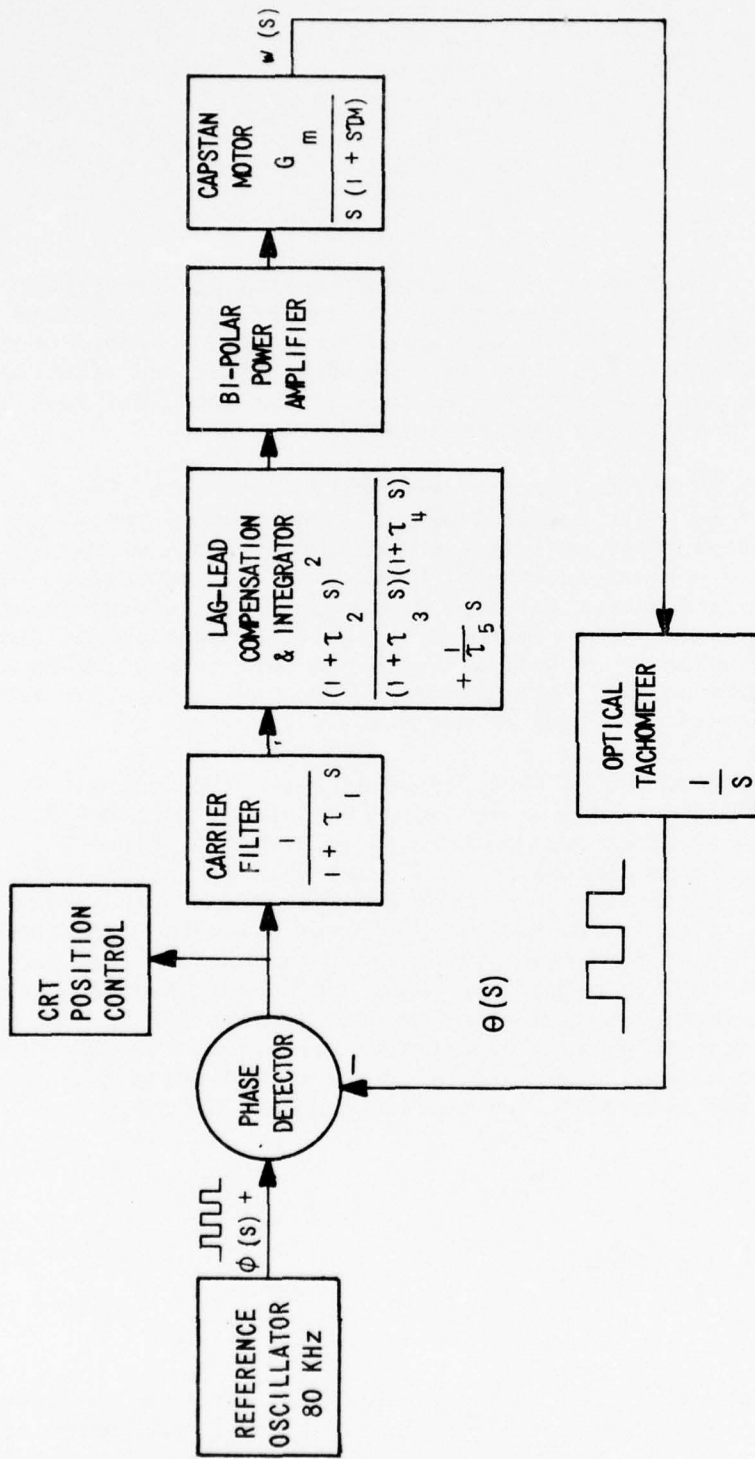 REFERENCE
OSCILLATOR
80 KHz
ϕ (S) +
PHASE
DETECTOR
−
CRT
POSITION
CONTROL
CARRIER
FILTER
1
1 + τ1 S
LAG-LEAD
COMPENSATION
& INTEGRATOR
(1 + τ2 S)²
(1 + τ3 S)(1+ τ4 S)
+ 1/τ5 S
BI-POLAR
POWER
AMPLIFIER
CAPSTAN
MOTOR
Gm
S (1 + SτM)
w (S)
OPTICAL
TACHOMETER
1
S
θ(S)